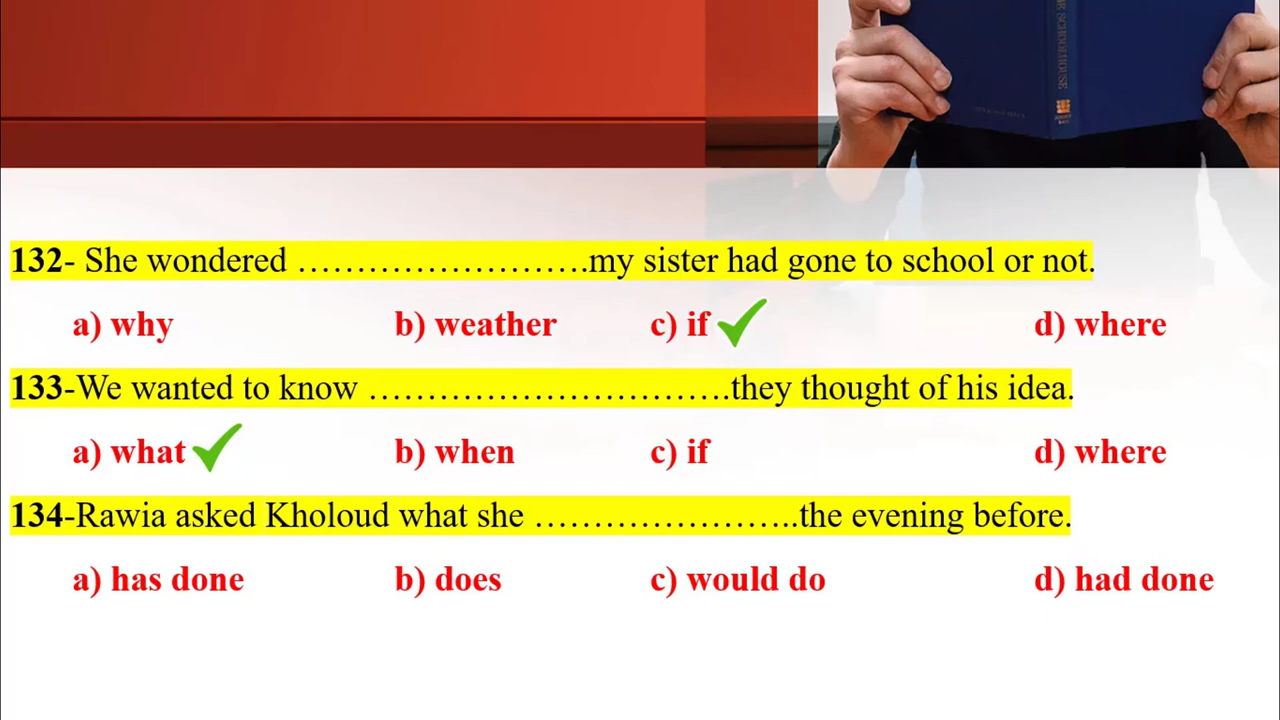 132- She wondered ……………………….my sister had gone to school or not.
a) why b) weather c) if d) where
133-We wanted to know ………………………….they thought of his idea.
a) what b) when c) if d) where
134-Rawia asked Kholoud what she ……………………..the evening before.
a) has done b) does c) would do d) had done